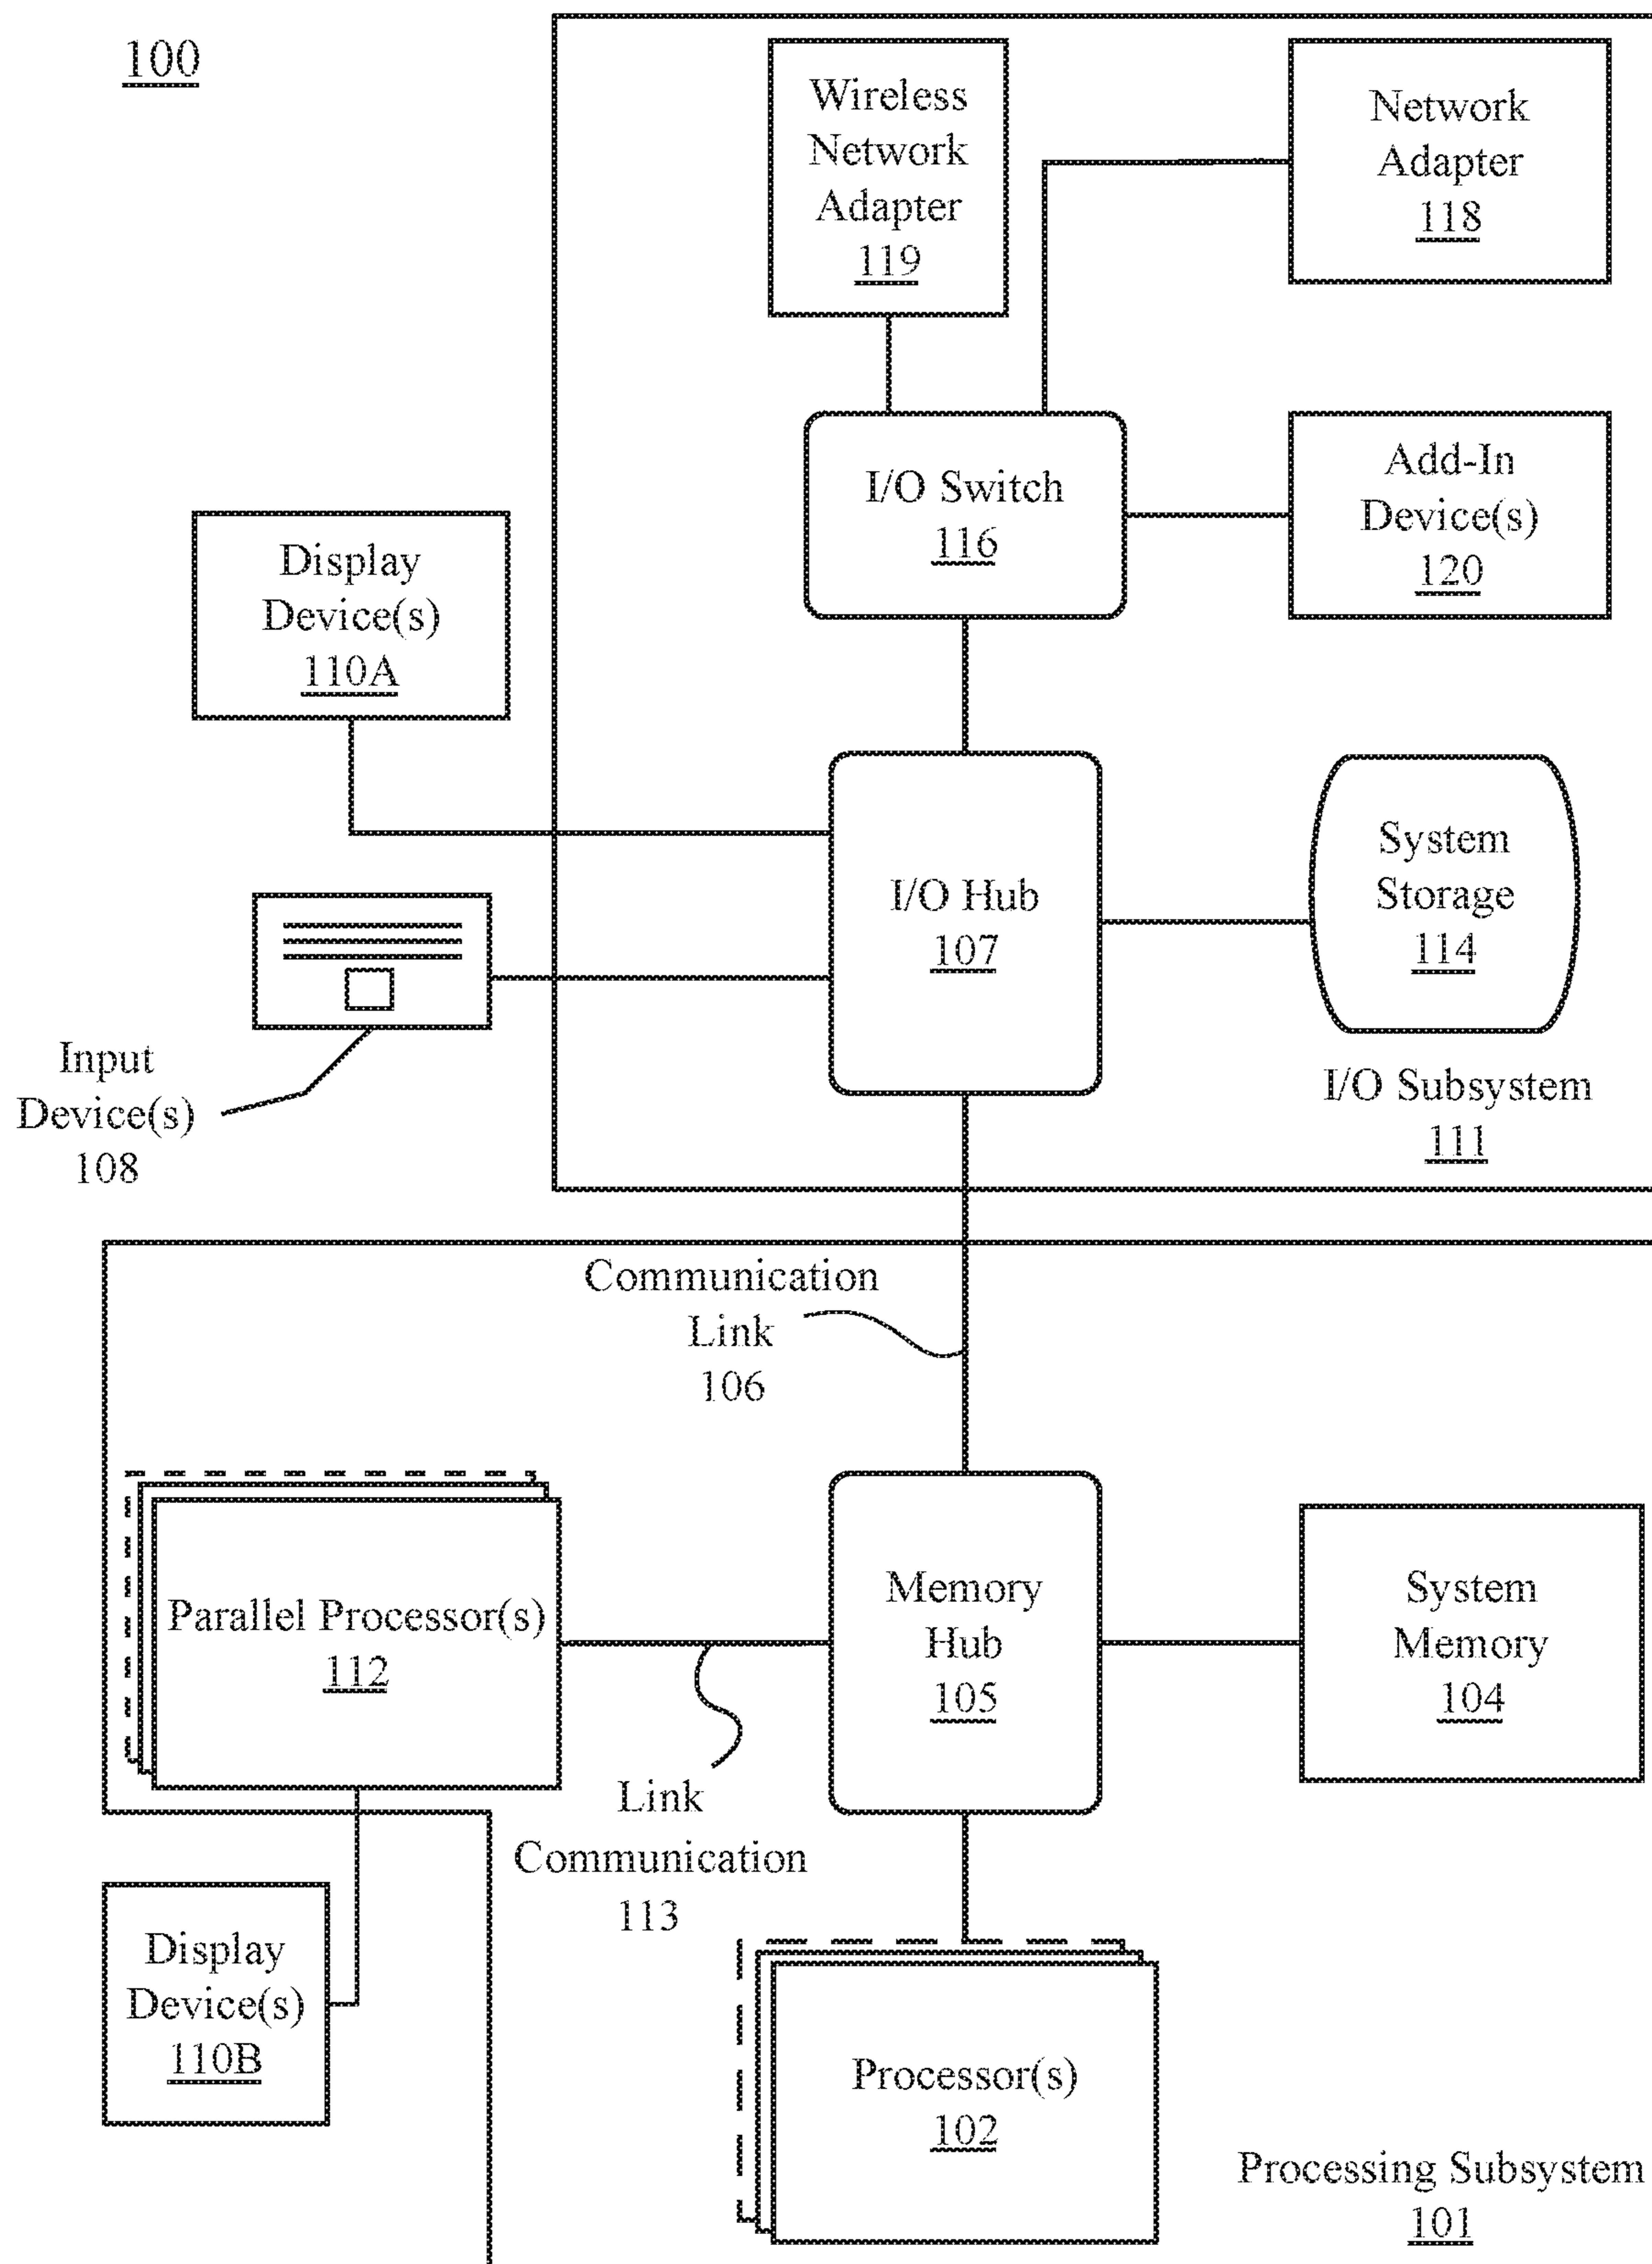 100
Wireless
Network
Adapter
119
Network
Adapter
118
I/O Switch
116
Add-In
Device(s)
120
Display
Device(s)
110A
I/O Hub
107
System
Storage
114
Input
Device(s)
108
I/O Subsystem
111
Communication
Link
106
Parallel Processor(s)
112
Memory
Hub
105
System
Memory
104
Link
Communication
113
Display
Device(s)
110B
Processor(s)
102
Processing Subsystem
101